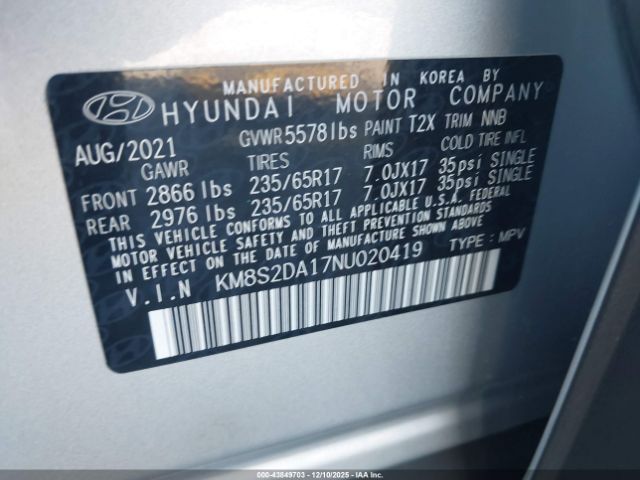 MANUFACTURED IN KOREA BY
HYUNDAI MOTOR COMPANY
AUG/2021 GVWR 5578 lbs PAINT T2X TRIM NNB
GAWR TIRES RIMS COLD TIRE INFL
FRONT 2866 lbs 235/65R17 7.0JX17 35psi SINGLE
REAR 2976 lbs 235/65R17 7.0JX17 35psi SINGLE
THIS VEHICLE CONFORMS TO ALL APPLICABLE U.S.A. FEDERAL
MOTOR VEHICLE SAFETY AND THEFT PREVENTION STANDARDS
IN EFFECT ON THE DATE OF MANUFACTURE SHOWN ABOVE.
V.I.N KM8S2DA17NU020419 TYPE: MPV
00-43849703 - 12/10/2025 - IAA Inc.